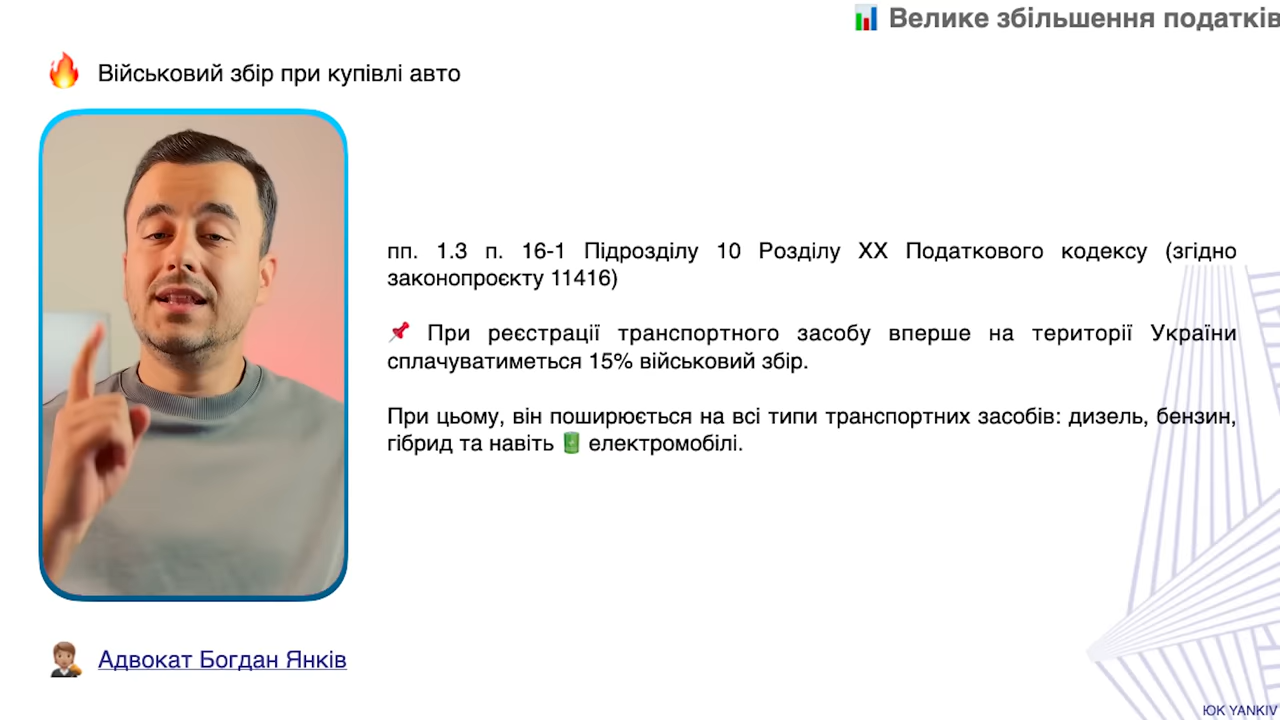 Велике збільшення податків
Військовий збір при купівлі авто
пп. 1.3 п. 16-1 Підрозділу 10 Розділу ХХ Податкового кодексу (згідно
законопроєкту 11416)
При реєстрації транспортного засобу вперше на території України
сплачуватиметься 15% військовий збір.
При цьому, він поширюється на всі типи транспортних засобів: дизель, бензин,
гібрид та навіть електромобілі.
Адвокат Богдан Янків
ЮК YANKIV